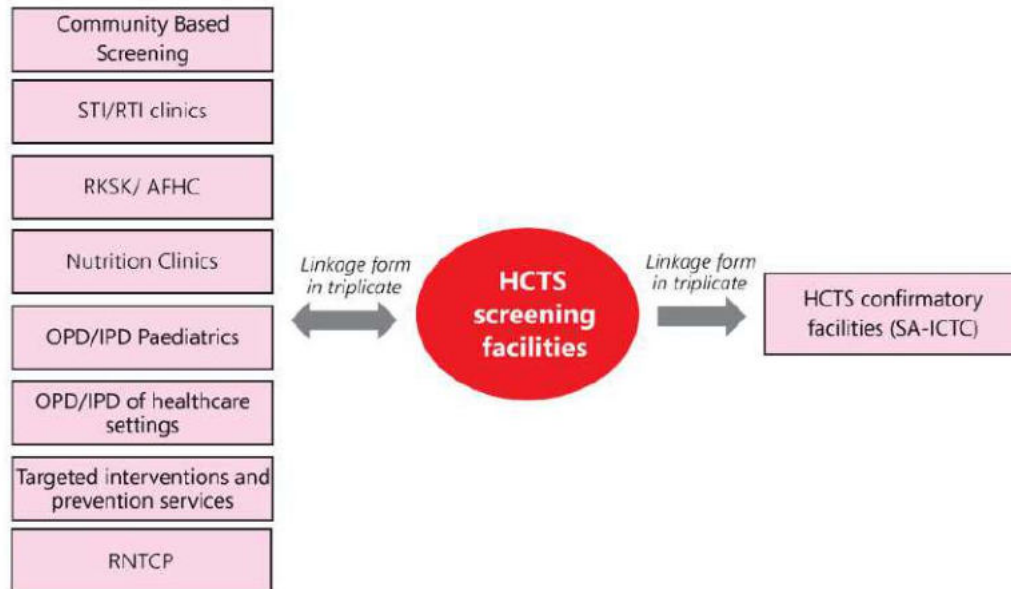 Community Based
Screening
STI/RTI clinics
RKSK/ AFHC
Nutrition Clinics
OPD/IPD Paediatrics
OPD/IPD of healthcare
settings
Targeted interventions and
prevention services
RNTCP
Linkage form
in triplicate
HCTS
screening
facilities
Linkage form
in triplicate
HCTS confirmatory
facilities (SA-ICTC)